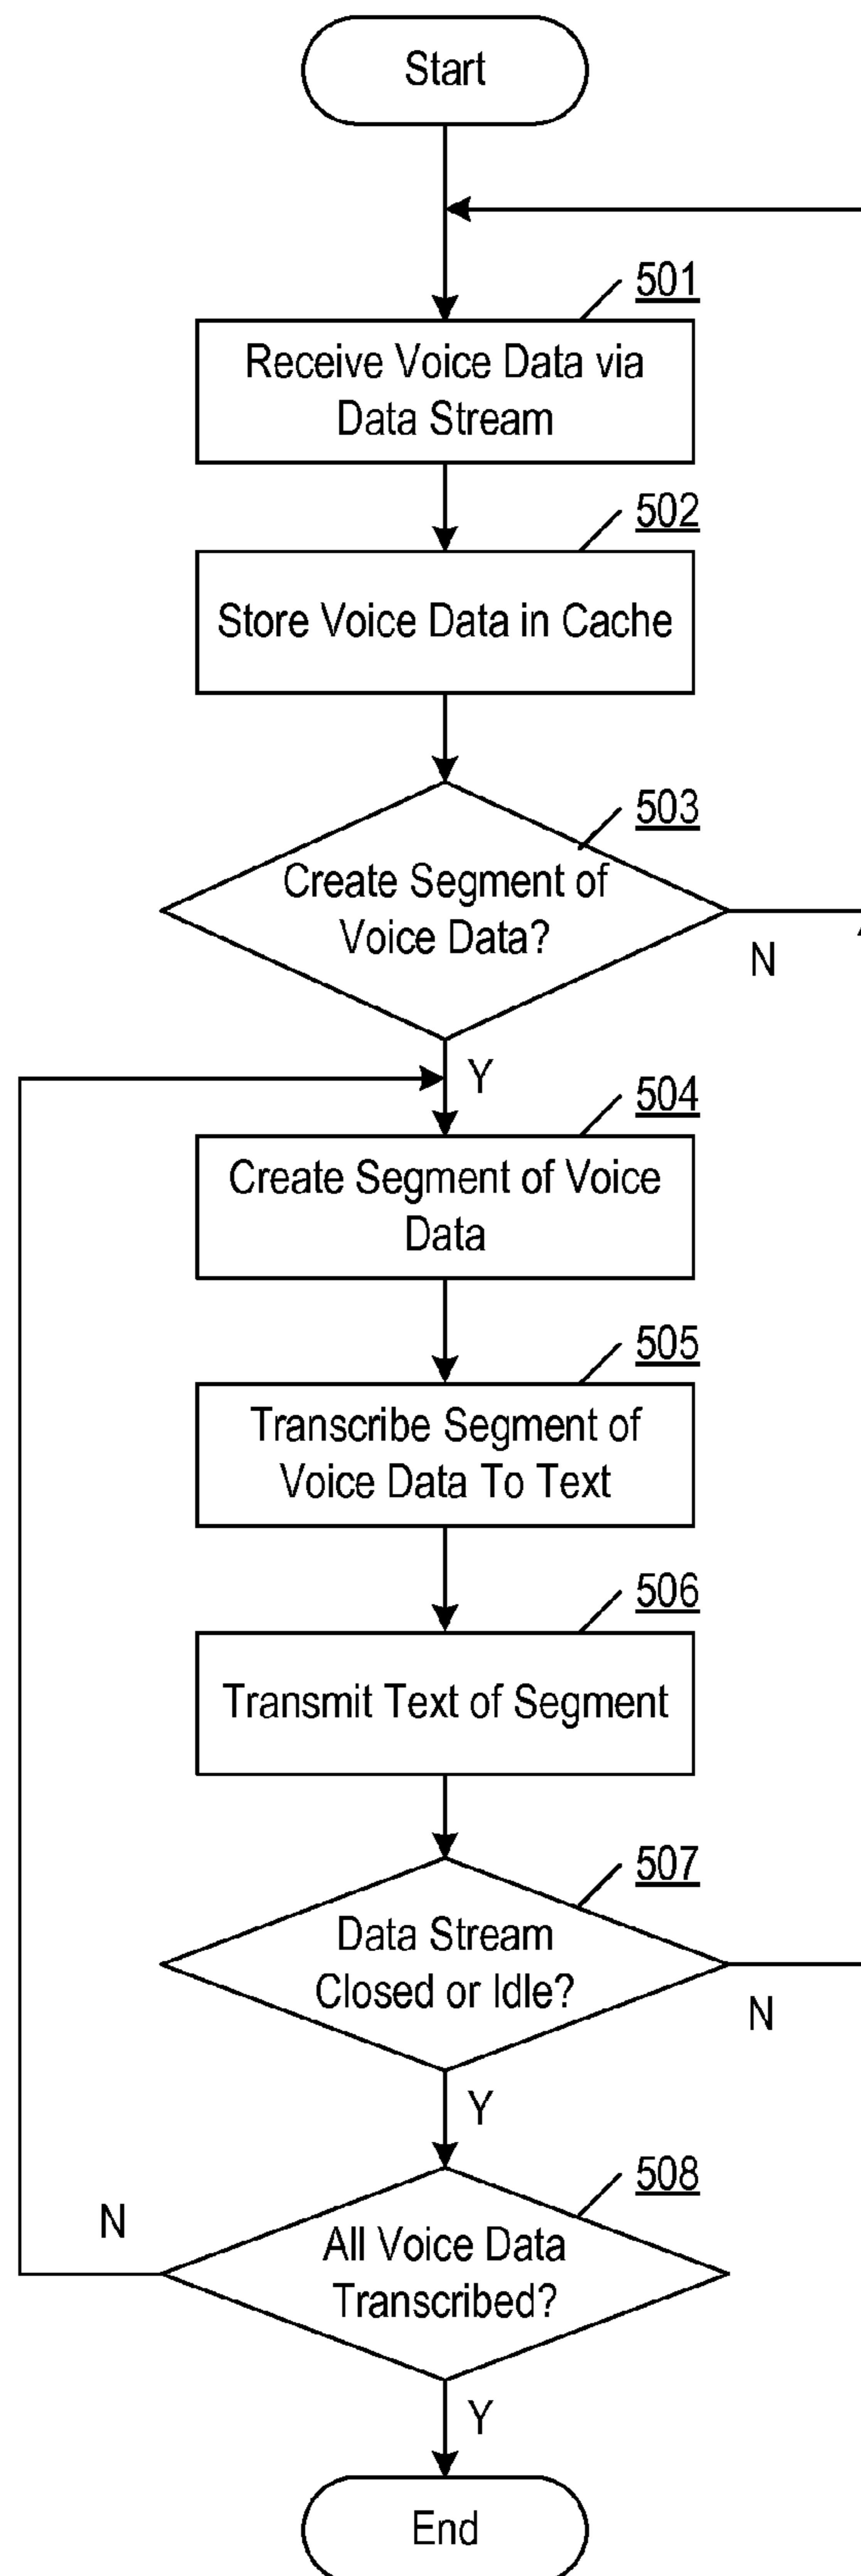 Start
501
Receive Voice Data via
Data Stream
502
Store Voice Data in Cache
503
Create Segment of
Voice Data?
N
Y
504
Create Segment of Voice
Data
505
Transcribe Segment of
Voice Data To Text
506
Transmit Text of Segment
507
Data Stream
Closed or Idle?
N
Y
508
N
All Voice Data
Transcribed?
Y
End